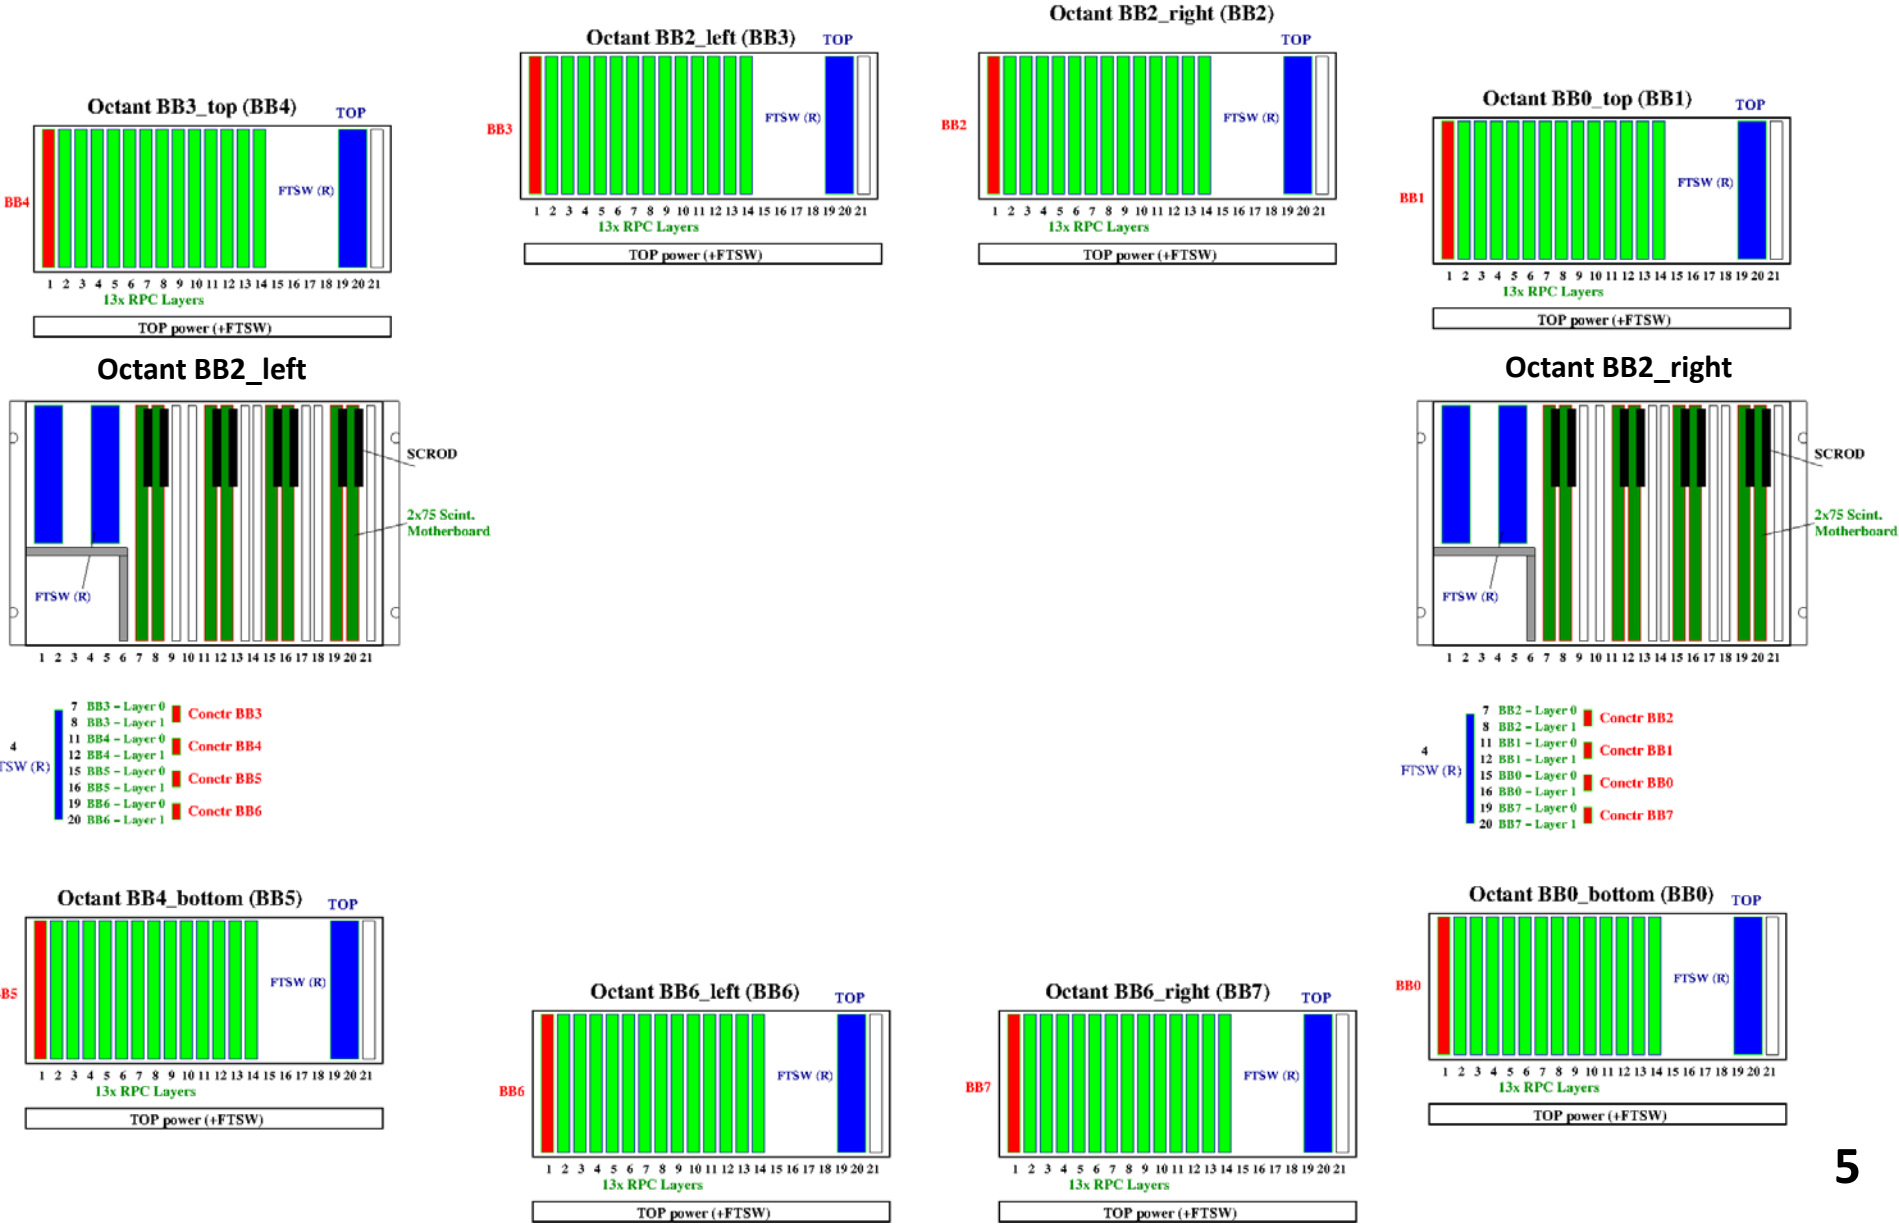 Octant BB2_right (BB2)
Octant BB2_left (BB3) TOP
TOP
Octant BB3_top (BB4) TOP
Octant BB0_top (BB1) TOP
BB3 FTSW (R)
BB2 FTSW (R)
BB4 FTSW (R)
BB1 FTSW (R)
1 2 3 4 5 6 7 8 9 10 11 12 13 14 15 16 17 18 19 20 21
13x RPC Layers
TOP power (+FTSW)
1 2 3 4 5 6 7 8 9 10 11 12 13 14 15 16 17 18 19 20 21
13x RPC Layers
TOP power (+FTSW)
1 2 3 4 5 6 7 8 9 10 11 12 13 14 15 16 17 18 19 20 21
13x RPC Layers
TOP power (+FTSW)
1 2 3 4 5 6 7 8 9 10 11 12 13 14 15 16 17 18 19 20 21
13x RPC Layers
TOP power (+FTSW)
Octant BB2_left
SCROD
2x75 Scint.
Motherboard
FTSW (R)
1 2 3 4 5 6 7 8 9 10 11 12 13 14 15 16 17 18 19 20 21
Octant BB2_right
SCROD
2x75 Scint.
Motherboard
FTSW (R)
1 2 3 4 5 6 7 8 9 10 11 12 13 14 15 16 17 18 19 20 21
4
TSW (R)
7 BB3 – Layer 0
8 BB3 – Layer 1
Conctr BB3
11 BB4 – Layer 0
12 BB4 – Layer 1
Conctr BB4
15 BB5 – Layer 0
16 BB5 – Layer 1
Conctr BB5
19 BB6 – Layer 0
20 BB6 – Layer 1
Conctr BB6
4
FTSW (R)
7 BB2 – Layer 0
8 BB2 – Layer 1
Conctr BB2
11 BB1 – Layer 0
12 BB1 – Layer 1
Conctr BB1
15 BB0 – Layer 0
16 BB0 – Layer 1
Conctr BB0
19 BB7 – Layer 0
20 BB7 – Layer 1
Conctr BB7
Octant BB4_bottom (BB5) TOP
BB5 FTSW (R)
1 2 3 4 5 6 7 8 9 10 11 12 13 14 15 16 17 18 19 20 21
13x RPC Layers
TOP power (+FTSW)
Octant BB0_bottom (BB0) TOP
BB0 FTSW (R)
1 2 3 4 5 6 7 8 9 10 11 12 13 14 15 16 17 18 19 20 21
13x RPC Layers
TOP power (+FTSW)
Octant BB6_left (BB6) TOP
BB6 FTSW (R)
1 2 3 4 5 6 7 8 9 10 11 12 13 14 15 16 17 18 19 20 21
13x RPC Layers
TOP power (+FTSW)
Octant BB6_right (BB7) TOP
BB7 FTSW (R)
1 2 3 4 5 6 7 8 9 10 11 12 13 14 15 16 17 18 19 20 21
13x RPC Layers
TOP power (+FTSW)
5